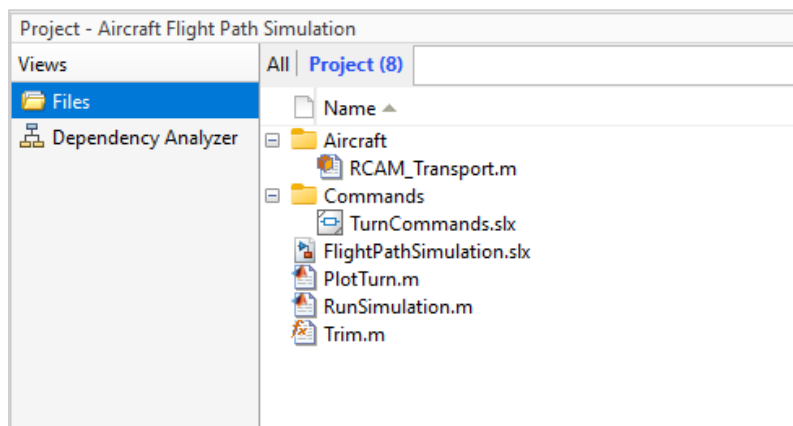 Project - Aircraft Flight Path Simulation
Views
All Project (8)
Files
Name
Dependency Analyzer
Aircraft
RCAM_Transport.m
Commands
TurnCommands.slx
FlightPathSimulation.slx
PlotTurn.m
RunSimulation.m
Trim.m